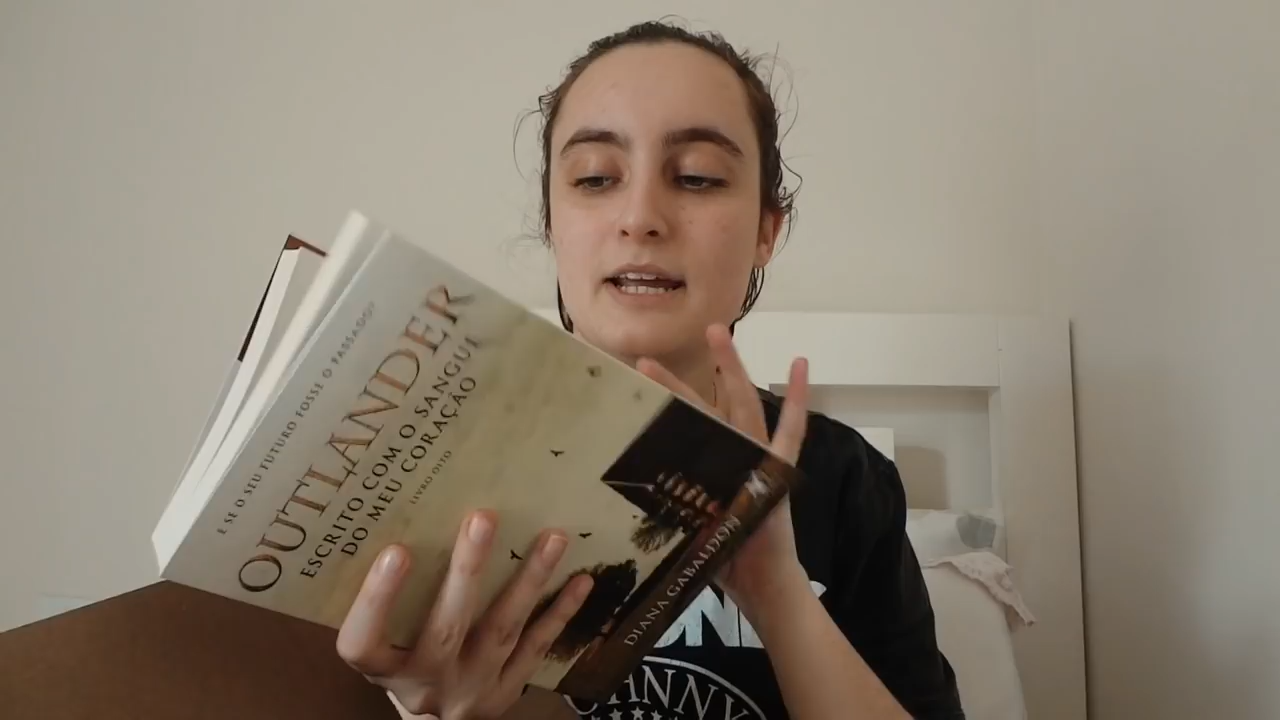 E SE O SEU FUTURO FOSSE O PASSADO?
OUTLANDER
ESCRITO COM O SANGUE
DO MEU CORAÇÃO
LIVRO OITO
DIANA GABALDON